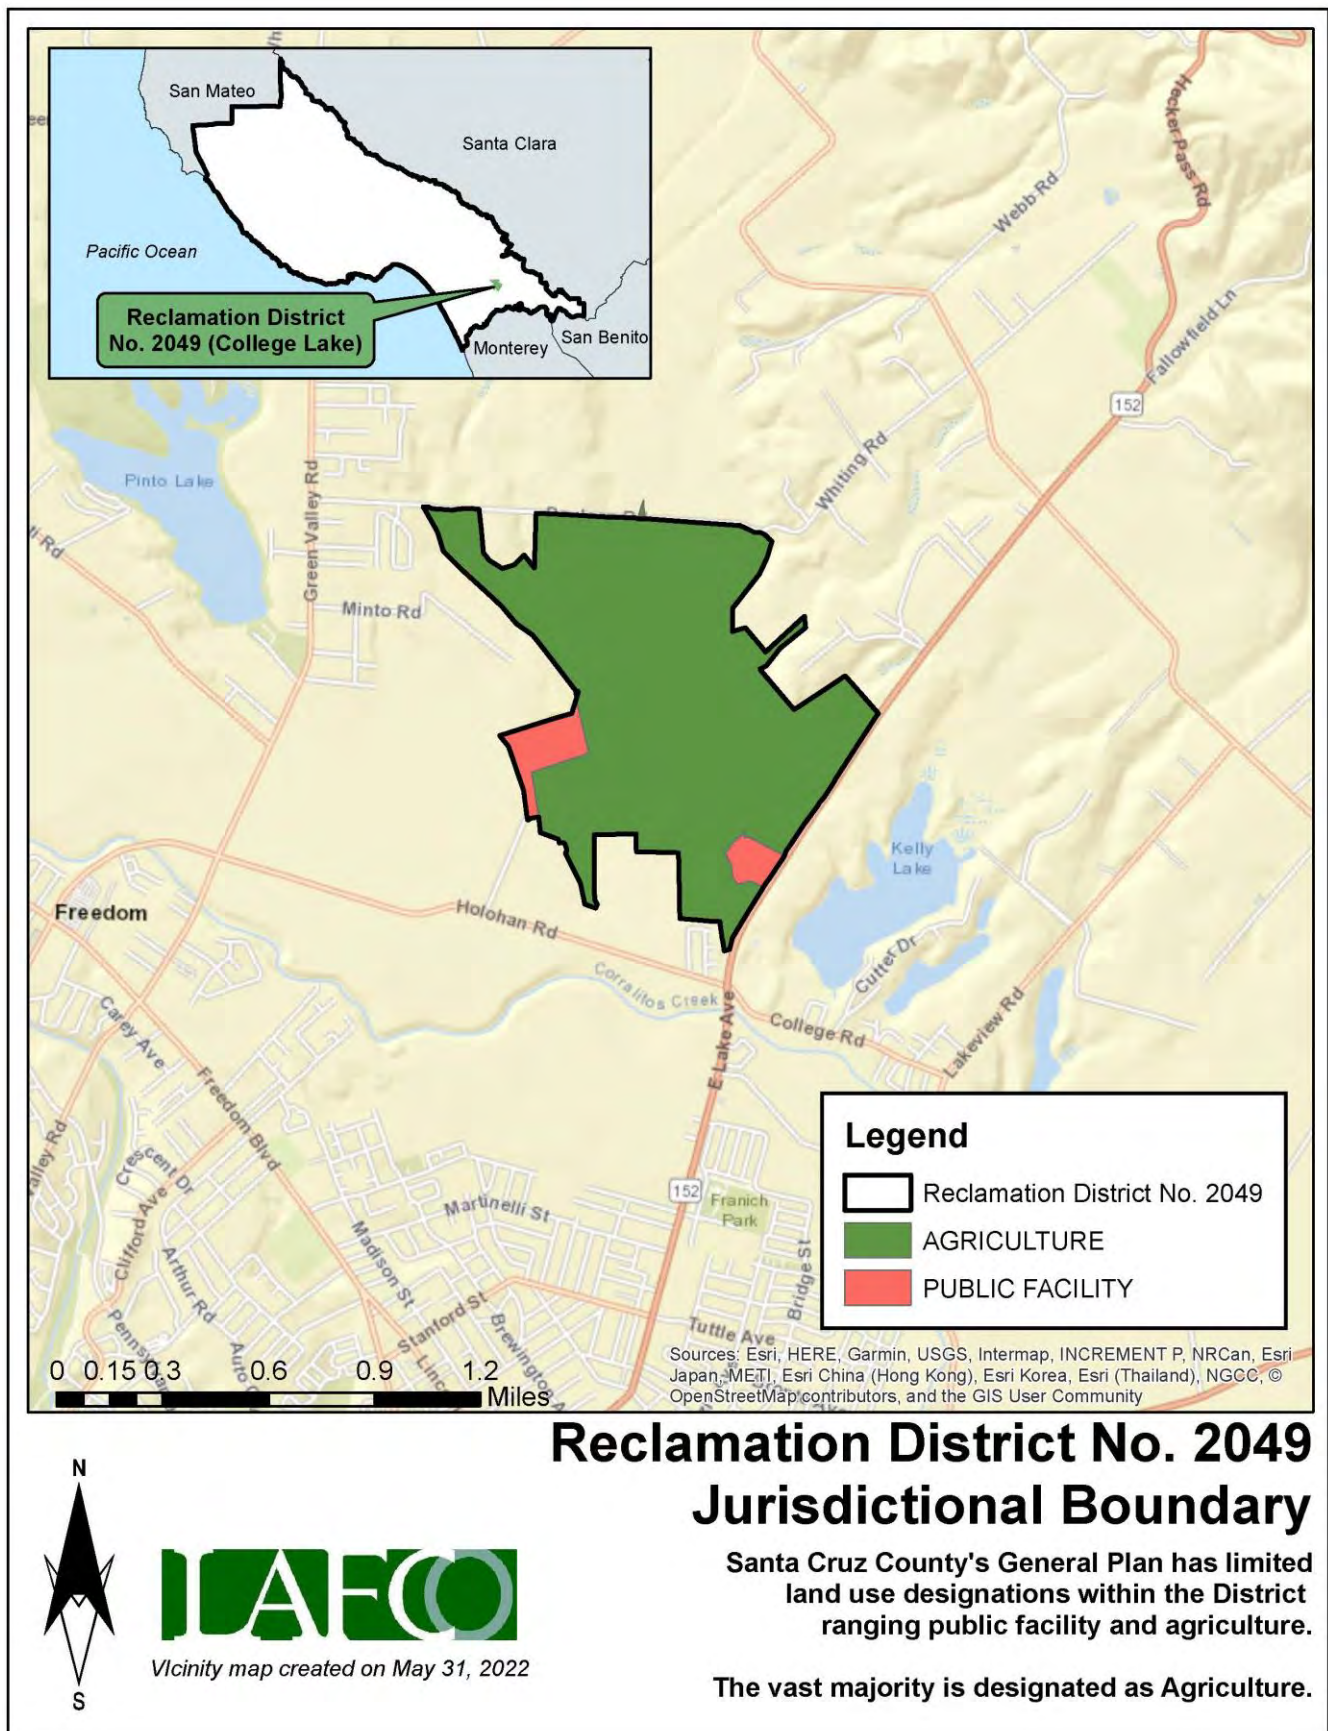 San Mateo
Santa Clara
Pacific Ocean
Reclamation District
No. 2049 (College Lake)
Monterey
San Benito
Hecker Pass Rd
Webb Rd
Fallowfield Ln
152
Whiting Rd
Pinto Lake
Green Valley Rd
Minto Rd
Kelly
Lake
Freedom
Holohan Rd
Corralitos Creek
Cutter Dr
College Rd
Lakeview Rd
E Lake Ave
Carey Ave
Freedom Blvd
Crescent Dr
Clifford Ave
Arthur Rd
Madison St
Martinelli St
Stanford St
152
Franich
Park
Bridge St
Tuttle Ave
Legend
Reclamation District No. 2049
AGRICULTURE
PUBLIC FACILITY
Sources: Esri, HERE, Garmin, USGS, Intermap, INCREMENT P, NRCan, Esri
Japan, METI, Esri China (Hong Kong), Esri Korea, Esri (Thailand), NGCC, ©
OpenStreetMap contributors, and the GIS User Community
0 0.15 0.3 0.6 0.9 1.2
Miles
Reclamation District No. 2049
Jurisdictional Boundary
Santa Cruz County's General Plan has limited
land use designations within the District
ranging public facility and agriculture.
The vast majority is designated as Agriculture.
N
S
LAFCO
Vicinity map created on May 31, 2022